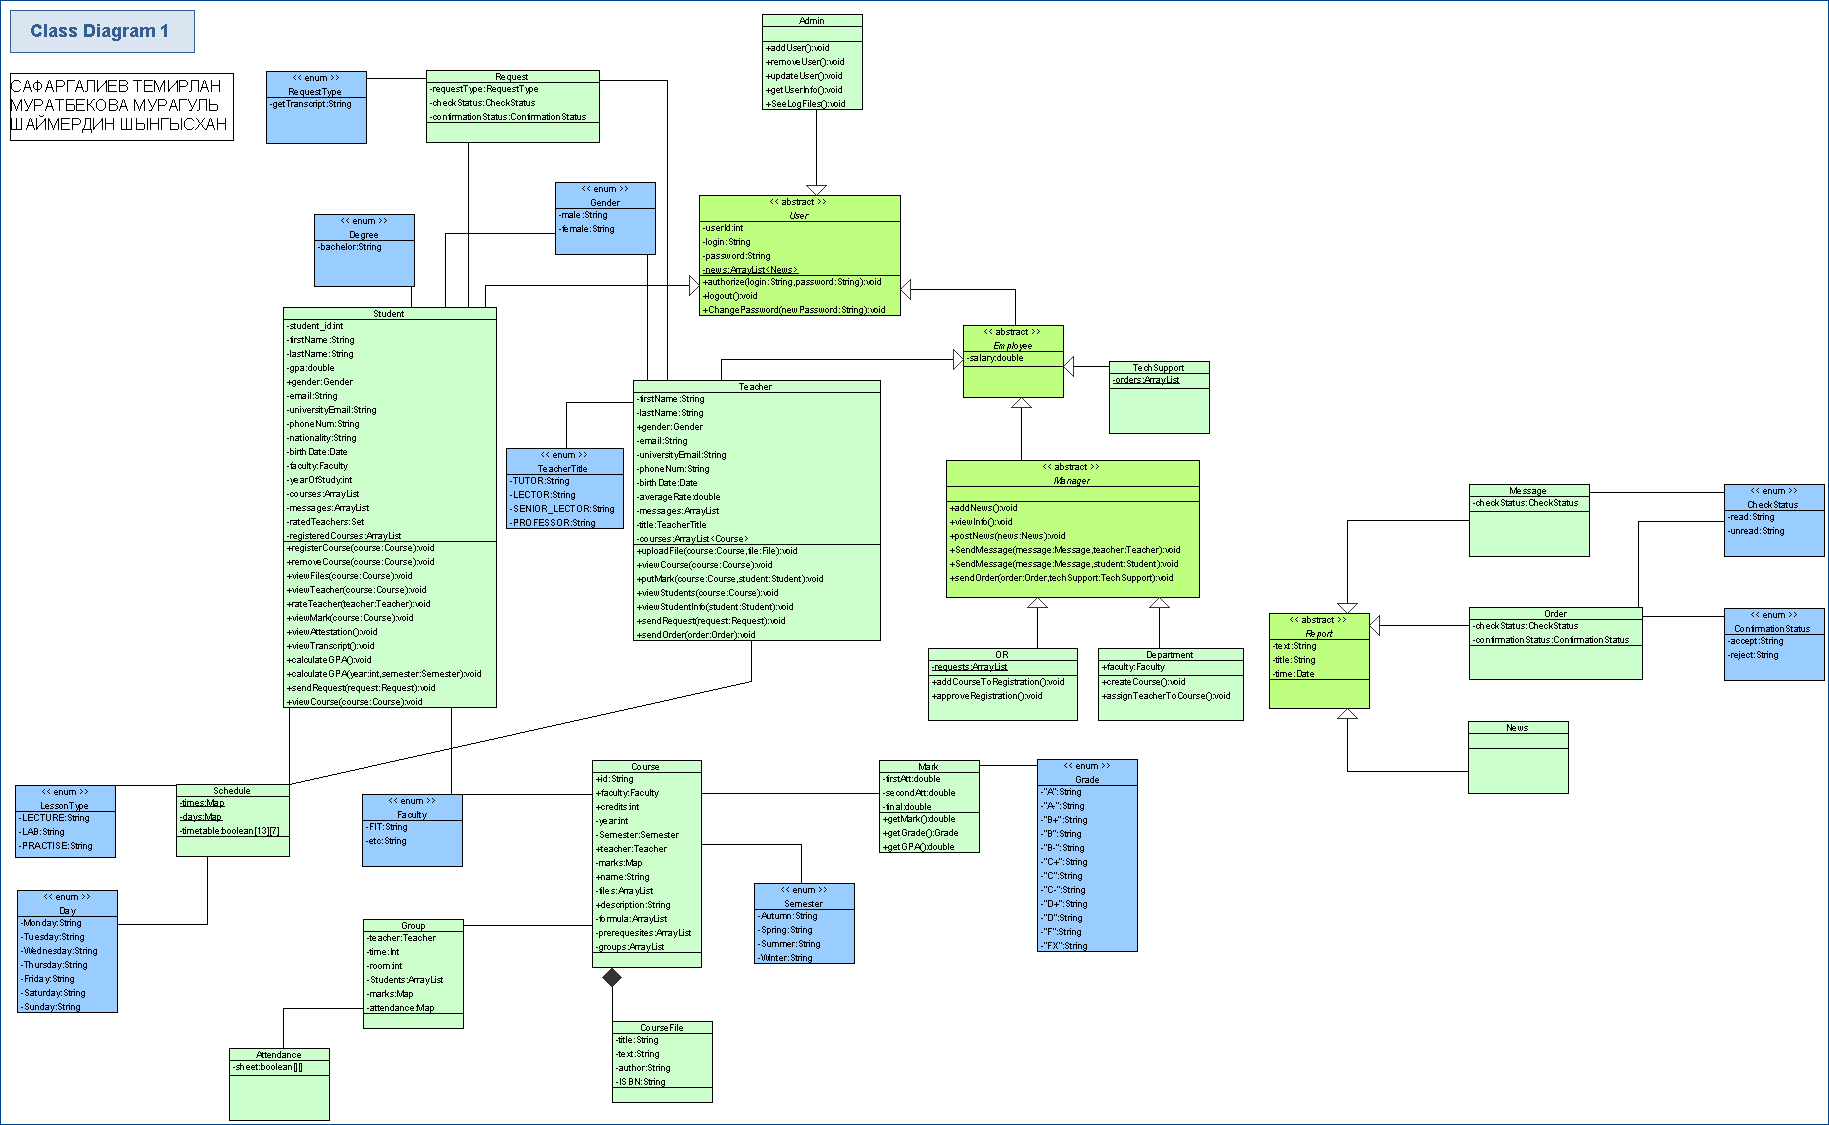 Class Diagram 1
САФАРГАЛИЕВ ТЕМИРЛАН
МУРАТБЕКОВА МУРАГУЛЬ
ШАЙМЕРДИН ШЫНГЫСХАН
<< enum >>
RequestType
-getTranscript:String
Request
-requestType:RequestType
-checkStatus:CheckStatus
-confirmationStatus:ConfirmationStatus
Admin
+addUser():void
+removeUser():void
+updateUser():void
+getUserInfo():void
+SeeLogFiles():void
<< enum >>
Gender
-male:String
-female:String
<< enum >>
Degree
-bachelor:String
<< abstract >>
User
-userId:int
-login:String
-password:String
-news:ArrayList<News>
+authorize(login:String,password:String):void
+logout():void
+ChangePassword(newPassword:String):void
Student
-student_id:int
-firstName:String
-lastName:String
-gpa:double
+gender:Gender
-email:String
-universityEmail:String
-phoneNum:String
-nationality:String
-birthDate:Date
-faculty:Faculty
-yearOfStudy:int
-courses:ArrayList
-messages:ArrayList
-ratedTeachers:Set
-registeredCourses:ArrayList
+registerCourse(course:Course):void
+removeCourse(course:Course):void
+viewFiles(course:Course):void
+viewTeacher(course:Course):void
+rateTeacher(teacher:Teacher):void
+viewMark(course:Course):void
+viewAttestation():void
+viewTranscript():void
+calculateGPA():void
+calculateGPA(year:int,semester:Semester):void
+sendRequest(request:Request):void
+viewCourse(course:Course):void
<< abstract >>
Employee
-salary:double
TechSupport
-orders:ArrayList
Teacher
-firstName:String
-lastName:String
+gender:Gender
-email:String
-universityEmail:String
-phoneNum:String
-birthDate:Date
-averageRate:double
-messages:ArrayList
-title:TeacherTitle
-courses:ArrayList<Course>
+uploadFile(course:Course,file:File):void
+viewCourse(course:Course):void
+putMark(course:Course,student:Student):void
+viewStudents(course:Course):void
+viewStudentInfo(student:Student):void
+sendRequest(request:Request):void
+sendOrder(order:Order):void
<< enum >>
TeacherTitle
-TUTOR:String
-LECTOR:String
-SENIOR_LECTOR:String
-PROFESSOR:String
<< abstract >>
Manager
+addNews():void
+viewInfo():void
+postNews(news:News):void
+SendMessage(message:Message,teacher:Teacher):void
+SendMessage(message:Message,student:Student):void
+sendOrder(order:Order,techSupport:TechSupport):void
Message
-checkStatus:CheckStatus
<< enum >>
CheckStatus
-read:String
-unread:String
<< abstract >>
Report
-text:String
-title:String
-time:Date
Order
-checkStatus:CheckStatus
-confirmationStatus:ConfirmationStatus
<< enum >>
ConfirmationStatus
-accept:String
-reject:String
OR
-requests:ArrayList
+addCourseToRegistration():void
+approveRegistration():void
Department
+faculty:Faculty
+createCourse():void
+assignTeacherToCourse():void
News
<< enum >>
LessonType
-LECTURE:String
-LAB:String
-PRACTISE:String
Schedule
-times:Map
-days:Map
-timetable:boolean[13][7]
<< enum >>
Faculty
-FIT:String
-etc:String
Course
+id:String
+faculty:Faculty
+credits:int
-year:int
-Semester:Semester
+teacher:Teacher
-marks:Map
+name:String
-files:ArrayList
+description:String
-formula:ArrayList
-prerequesites:ArrayList
-groups:ArrayList
Mark
-firstAtt:double
-secondAtt:double
-final:double
+getMark():double
+getGrade():Grade
+getGPA():double
<< enum >>
Grade
-"A":String
-"A-":String
-"B+":String
-"B":String
-"B-":String
-"C+":String
-"C":String
-"C-":String
-"D+":String
-"D":String
-"F":String
-"FX":String
<< enum >>
Semester
-Autumn:String
-Spring:String
-Summer:String
-Winter:String
<< enum >>
Day
-Monday:String
-Tuesday:String
-Wednesday:String
-Thursday:String
-Friday:String
-Saturday:String
-Sunday:String
Group
-teacher:Teacher
-time:Int
-room:int
-Students:ArrayList
-marks:Map
-attendance:Map
Attendance
-sheet:boolean[][]
CourseFile
-title:String
-text:String
-author:String
-ISBN:String